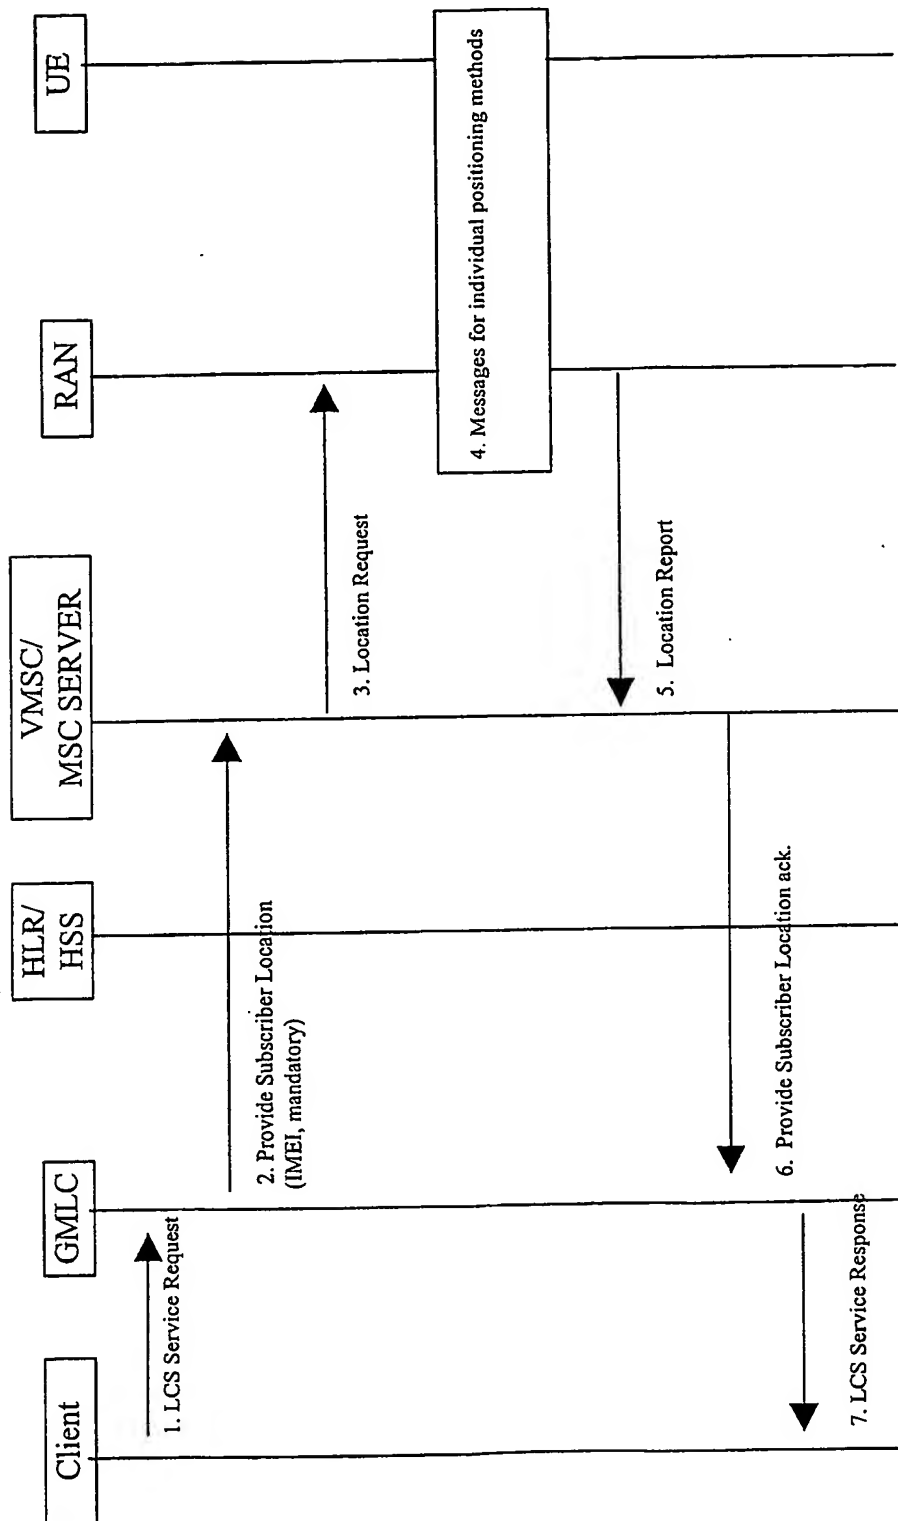 Client
GMLC
HLR/
HSS
VMSC/
MSC SERVER
RAN
UE
1. LCS Service Request
2. Provide Subscriber Location
(IMEI, mandatory)
3. Location Request
4. Messages for individual positioning methods
5. Location Report
6. Provide Subscriber Location ack.
7. LCS Service Response